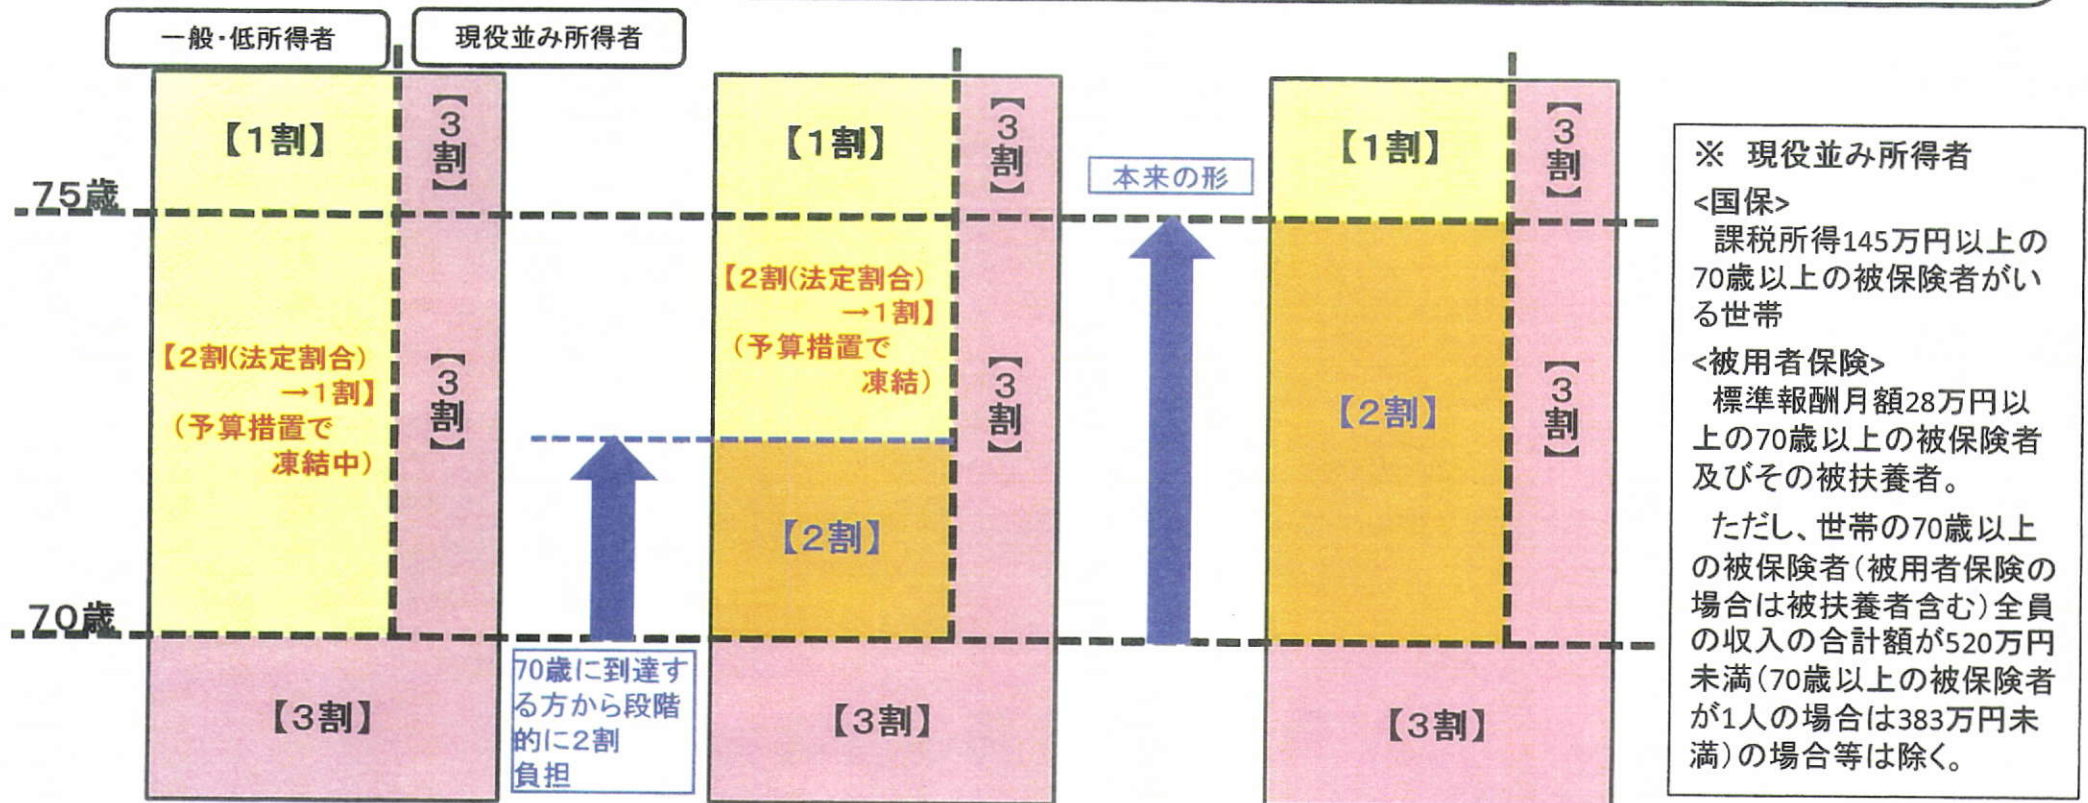 一般・低所得者
現役並み所得者
【1割】
【3割】
75歳
【2割(法定割合)
→1割】
(予算措置で
凍結中)
【3割】
70歳
【3割】
70歳に到達す
る方から段階
的に2割
負担
【1割】
【3割】
【2割(法定割合)
→1割】
(予算措置で
凍結)
【3割】
【2割】
【3割】
本来の形
【1割】
【3割】
【2割】
【3割】
【3割】
※ 現役並み所得者
<国保>
課税所得145万円以上の
70歳以上の被保険者がい
る世帯
<被用者保険>
標準報酬月額28万円以
上の70歳以上の被保険者
及びその被扶養者。
ただし、世帯の70歳以上
の被保険者(被用者保険の
場合は被扶養者含む)全員
の収入の合計額が520万円
未満(70歳以上の被保険者
が1人の場合は383万円未
満)の場合等は除く。